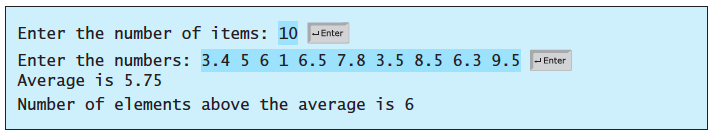 Enter the number of items: 10 ↵Enter
Enter the numbers: 3.4 5 6 1 6.5 7.8 3.5 8.5 6.3 9.5 ↵Enter
Average is 5.75
Number of elements above the average is 6